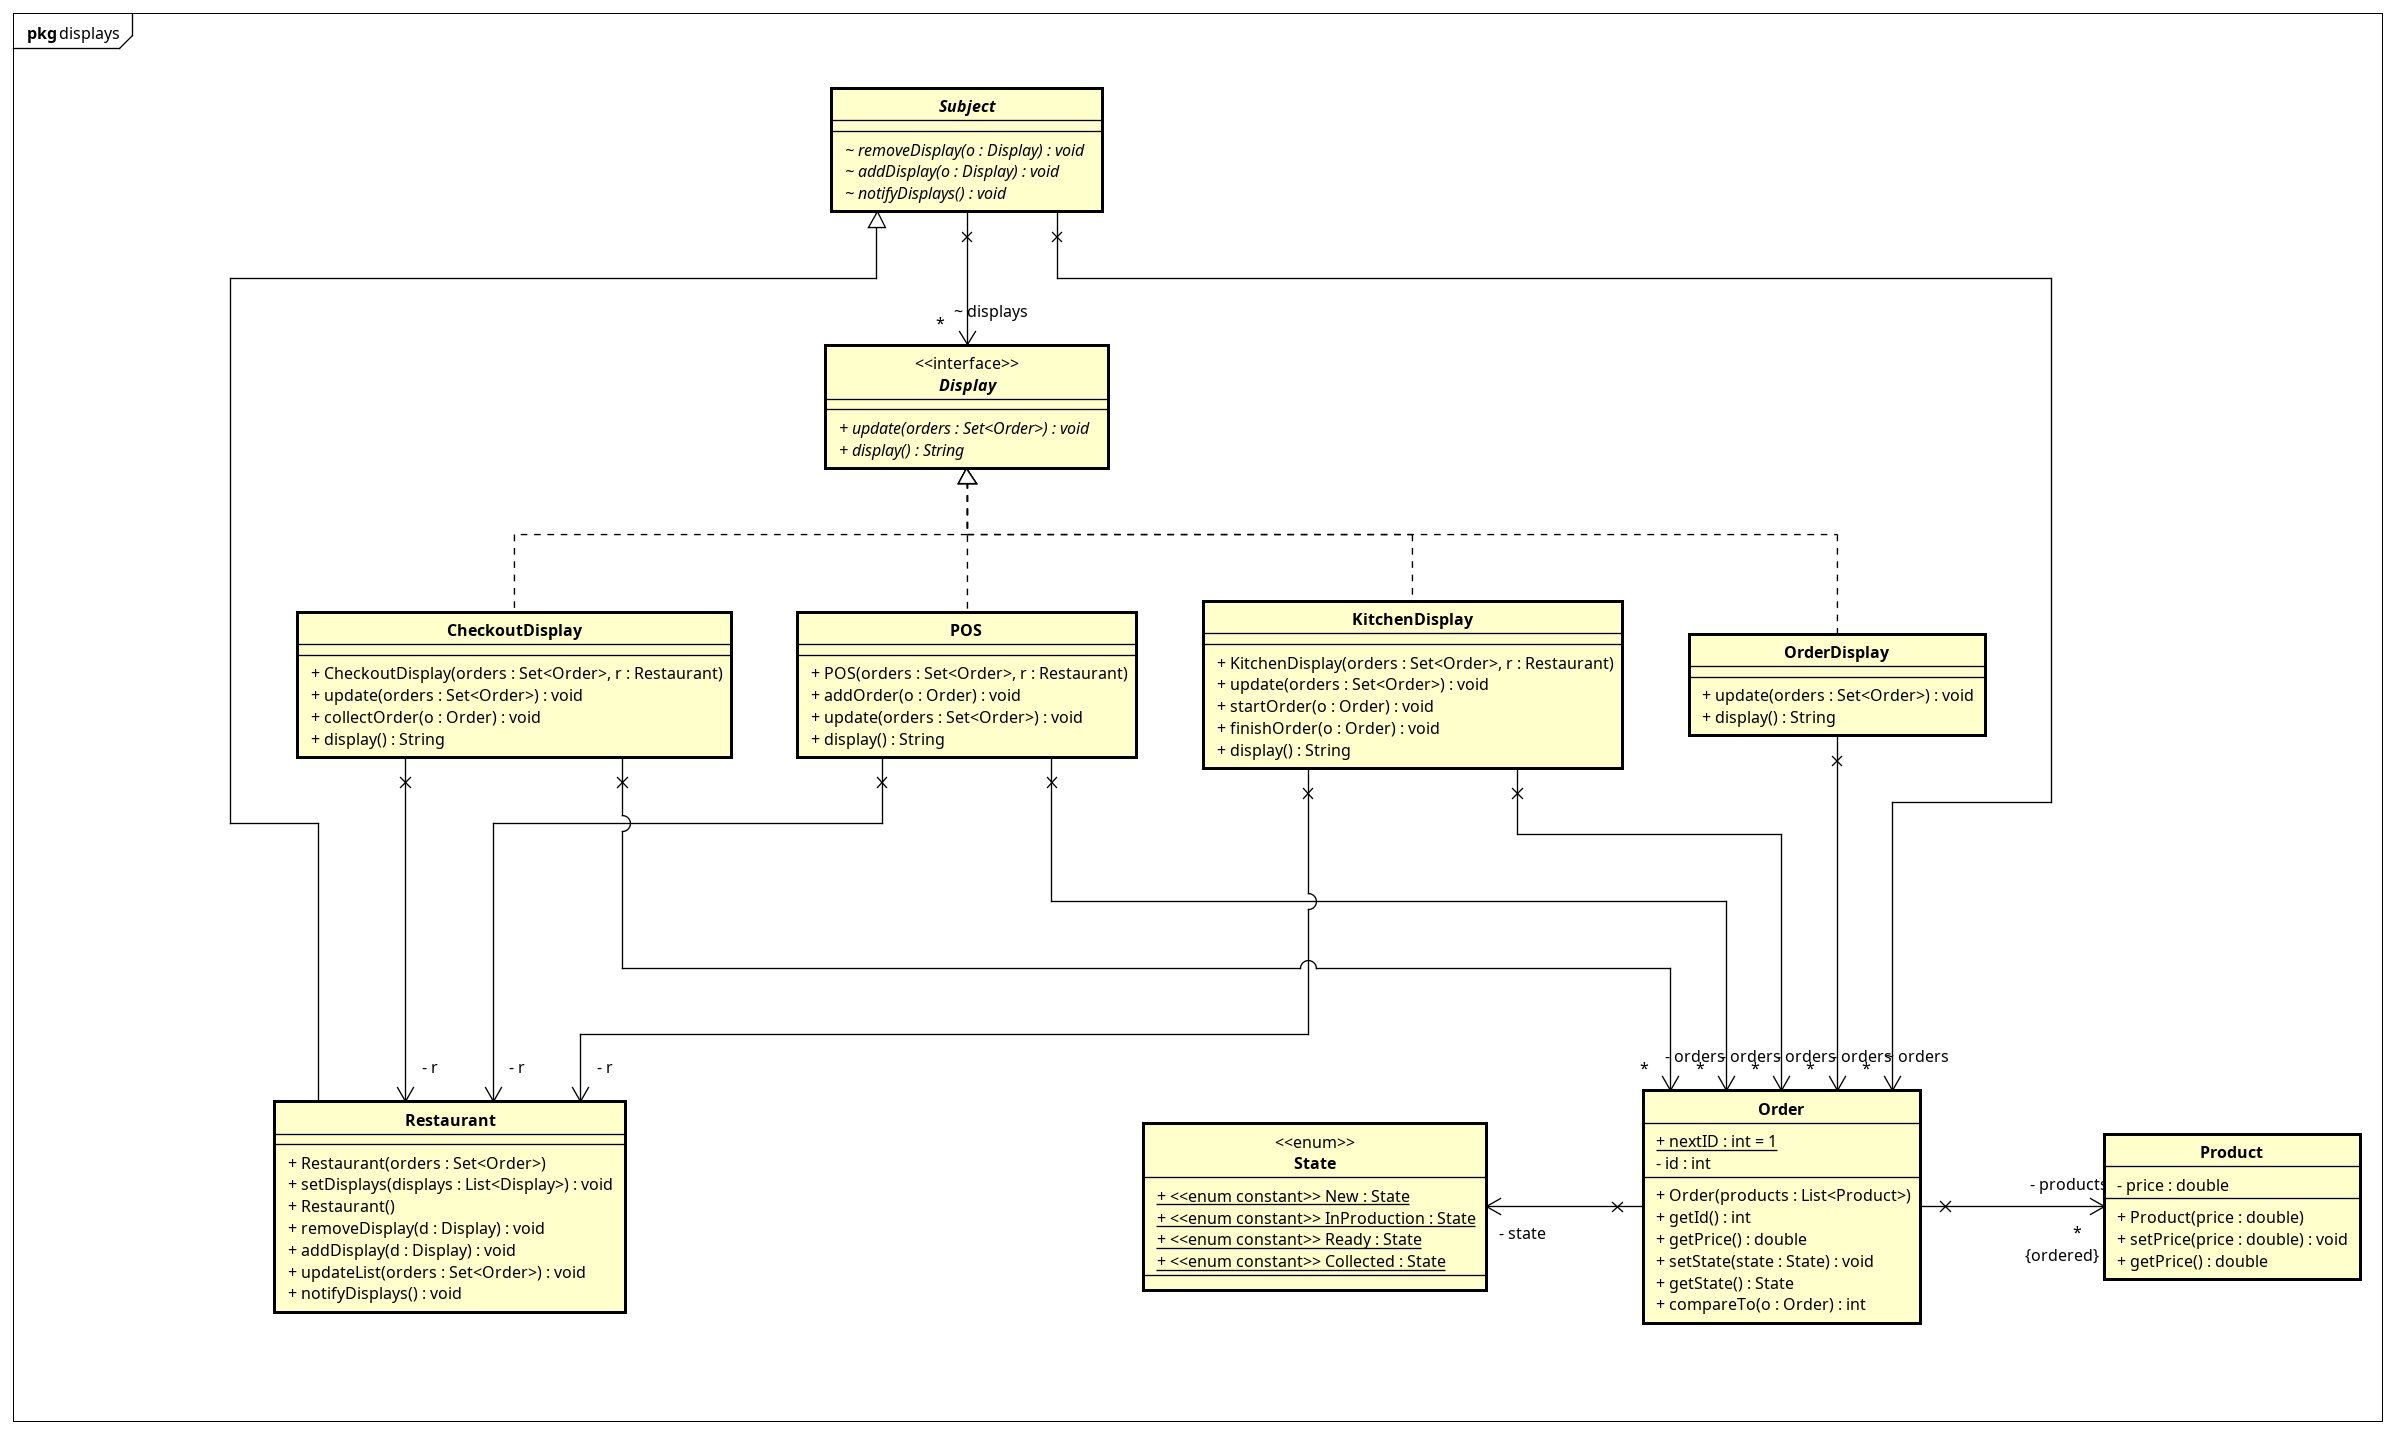 pkg displays
Subject
~ removeDisplay(o : Display) : void
~ addDisplay(o : Display) : void
~ notifyDisplays() : void
~ displays
*
<<interface>>
Display
+ update(orders : Set<Order>) : void
+ display() : String
CheckoutDisplay
+ CheckoutDisplay(orders : Set<Order>, r : Restaurant)
+ update(orders : Set<Order>) : void
+ collectOrder(o : Order) : void
+ display() : String
POS
+ POS(orders : Set<Order>, r : Restaurant)
+ addOrder(o : Order) : void
+ update(orders : Set<Order>) : void
+ display() : String
KitchenDisplay
+ KitchenDisplay(orders : Set<Order>, r : Restaurant)
+ update(orders : Set<Order>) : void
+ startOrder(o : Order) : void
+ finishOrder(o : Order) : void
+ display() : String
OrderDisplay
+ update(orders : Set<Order>) : void
+ display() : String
- r
- r
- r
- orders
- orders
- orders
- orders
~ orders
*
*
*
*
*
Restaurant
+ Restaurant(orders : Set<Order>)
+ setDisplays(displays : List<Display>) : void
+ Restaurant()
+ removeDisplay(d : Display) : void
+ addDisplay(d : Display) : void
+ updateList(orders : Set<Order>) : void
+ notifyDisplays() : void
<<enum>>
State
+ <<enum constant>> New : State
+ <<enum constant>> InProduction : State
+ <<enum constant>> Ready : State
+ <<enum constant>> Collected : State
- state
Order
+ nextID : int = 1
- id : int
+ Order(products : List<Product>)
+ getId() : int
+ getPrice() : double
+ setState(state : State) : void
+ getState() : State
+ compareTo(o : Order) : int
- products
*
{ordered}
Product
- price : double
+ Product(price : double)
+ setPrice(price : double) : void
+ getPrice() : double